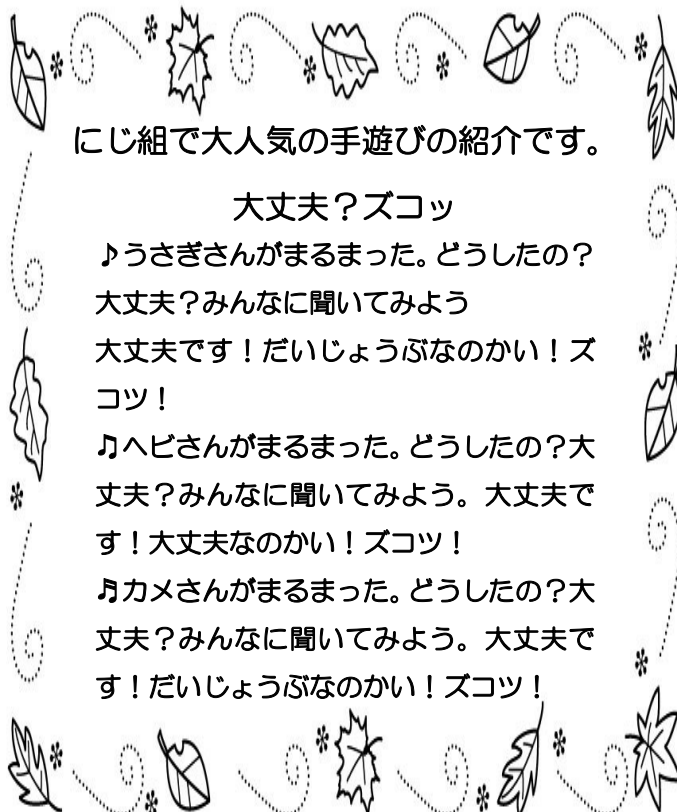 にじ組で大人気の手遊びの紹介です。
大丈夫？ズコッ
♪うさぎさんがまるまった。どうしたの？
大丈夫？みんなに聞いてみよう
大丈夫です！だいじょうぶなのかい！ズ
コツ！
♫ヘビさんがまるまった。どうしたの？大
丈夫？みんなに聞いてみよう。大丈夫で
す！大丈夫なのかい！ズコツ！
♬カメさんがまるまった。どうしたの？大
丈夫？みんなに聞いてみよう。大丈夫で
す！だいじょうぶなのかい！ズコツ！